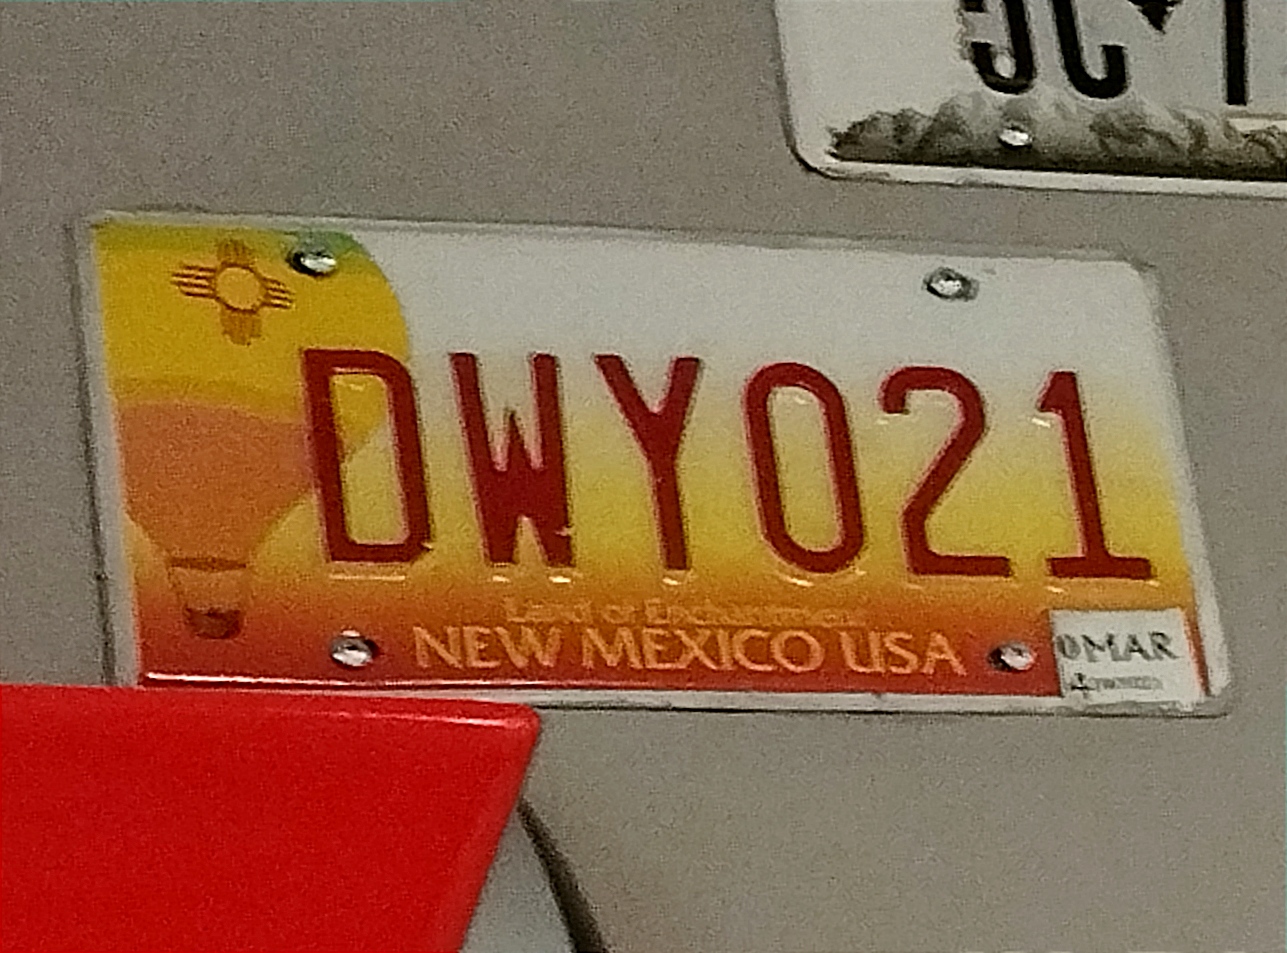 DWY021
Land of Enchantment
NEW MEXICO USA
MAR